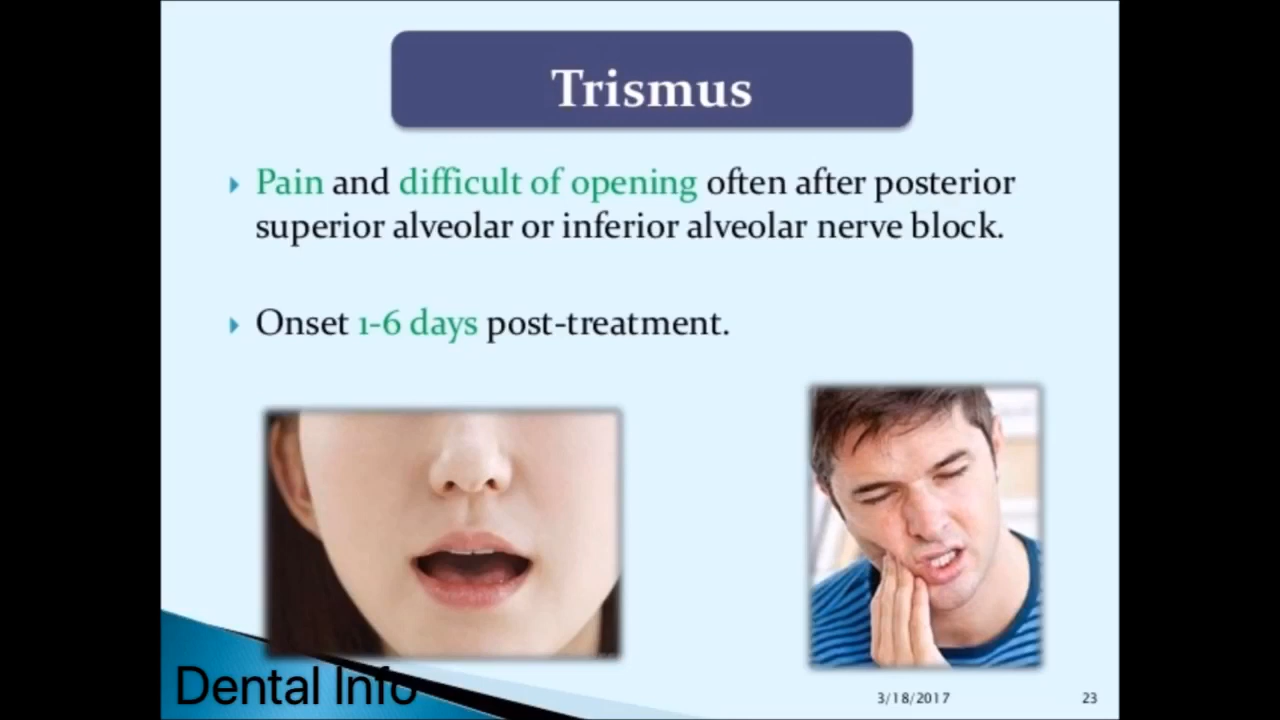 Trismus
Pain and difficult of opening often after posterior
superior alveolar or inferior alveolar nerve block.
Onset 1-6 days post-treatment.
Dental Info
3/18/2017
23